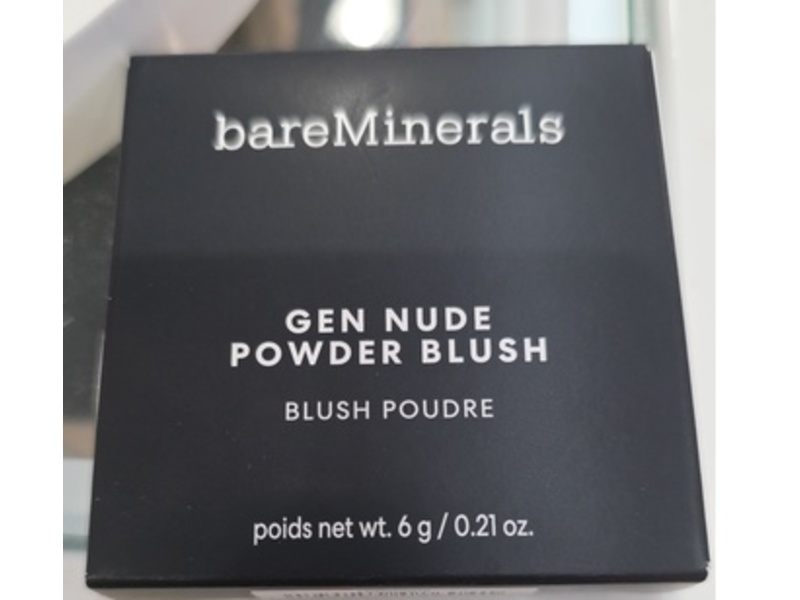 bareMinerals
GEN NUDE
POWDER BLUSH
BLUSH POUDRE
poids net wt. 6 g / 0.21 oz.